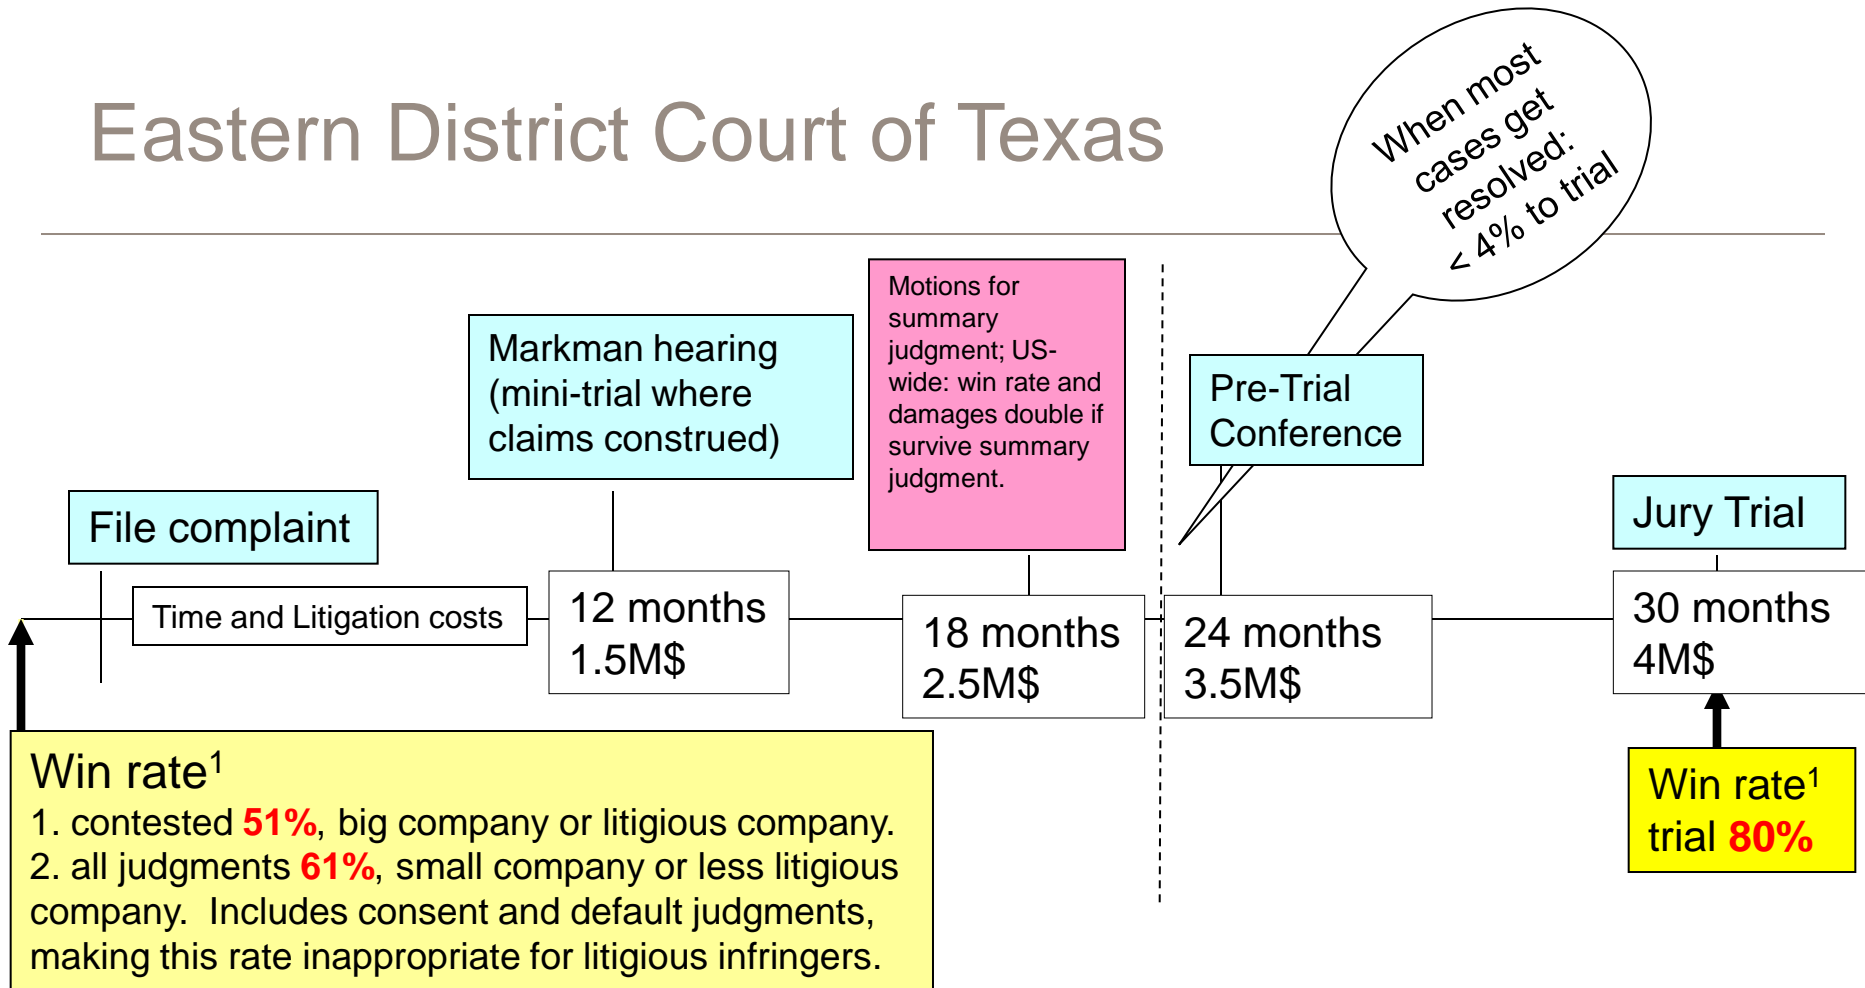 Eastern District Court of Texas
When most
cases get
resolved:
< 4% to trial
Motions for
summary
judgment; US-
wide: win rate and
damages double if
survive summary
judgment.
Markman hearing
(mini-trial where
claims construed)
Pre-Trial
Conference
File complaint
Jury Trial
Time and Litigation costs
12 months
1.5M$
18 months
2.5M$
24 months
3.5M$
30 months
4M$
Win rate¹
1. contested 51%, big company or litigious company.
2. all judgments 61%, small company or less litigious
company.  Includes consent and default judgments,
making this rate inappropriate for litigious infringers.
Win rate¹
trial 80%